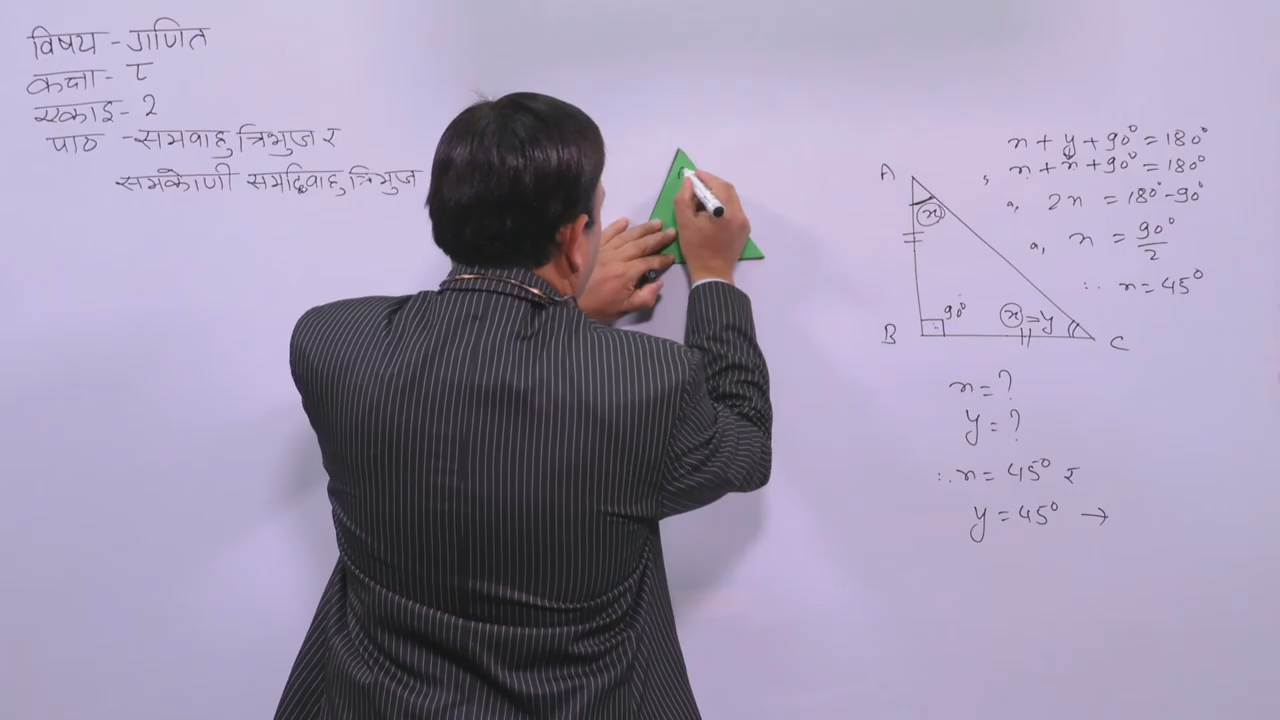 विषय - गणित
कक्षा - ८
एकाइ - 2
पाठ - समवाहु त्रिभुज र
समकोणी समद्विवाहु त्रिभुज
x + y + 90° = 180°
, x + x + 90° = 180°
a, 2x = 180° - 90°
a, x = 90°/2
∴ x = 45°
A
x
90°
x = y
B
C
x = ?
y = ?
∴ x = 45° र
y = 45° →